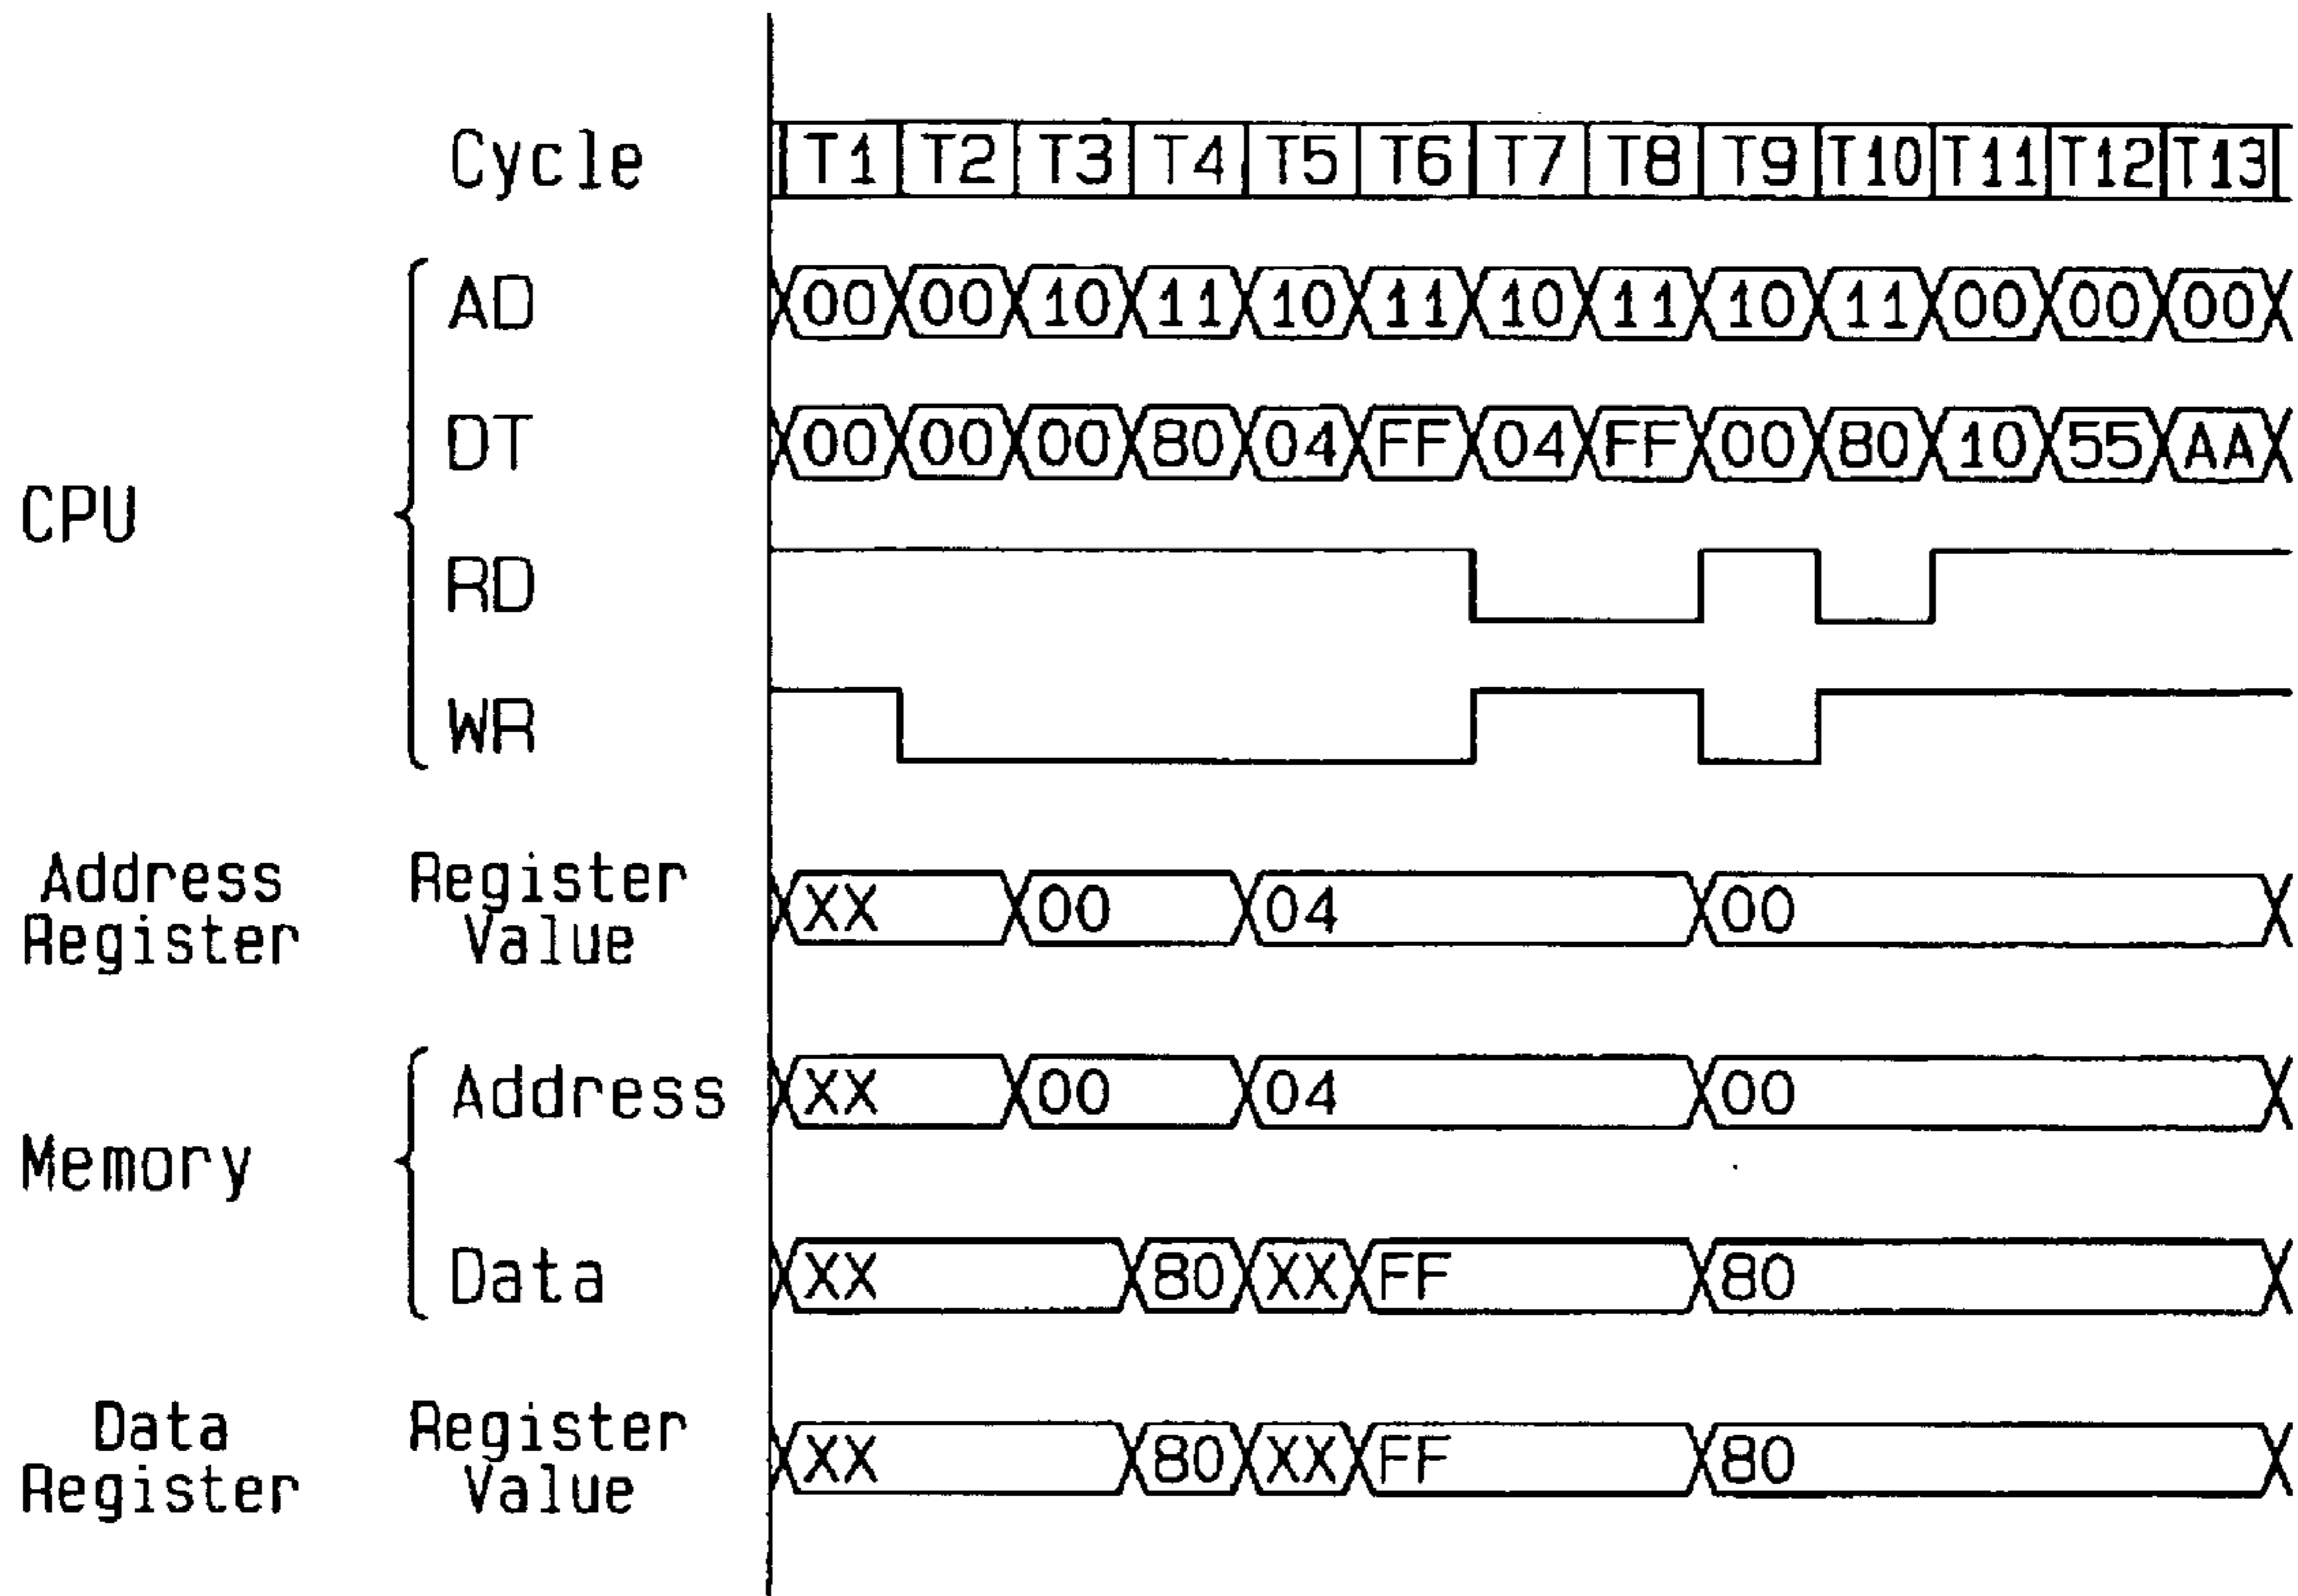 Cycle T1 T2 T3 T4 T5 T6 T7 T8 T9 T10 T11 T12 T13
AD 00 00 10 11 10 11 10 11 10 11 00 00 00
DT 00 00 00 80 04 FF 04 FF 00 80 10 55 AA
CPU
RD
WR
Address Register
Register Value
XX 00 04 00
Address XX 00 04 00
Memory
Data XX 80 XX FF 80
Data Register
Register Value
XX 80 XX FF 80